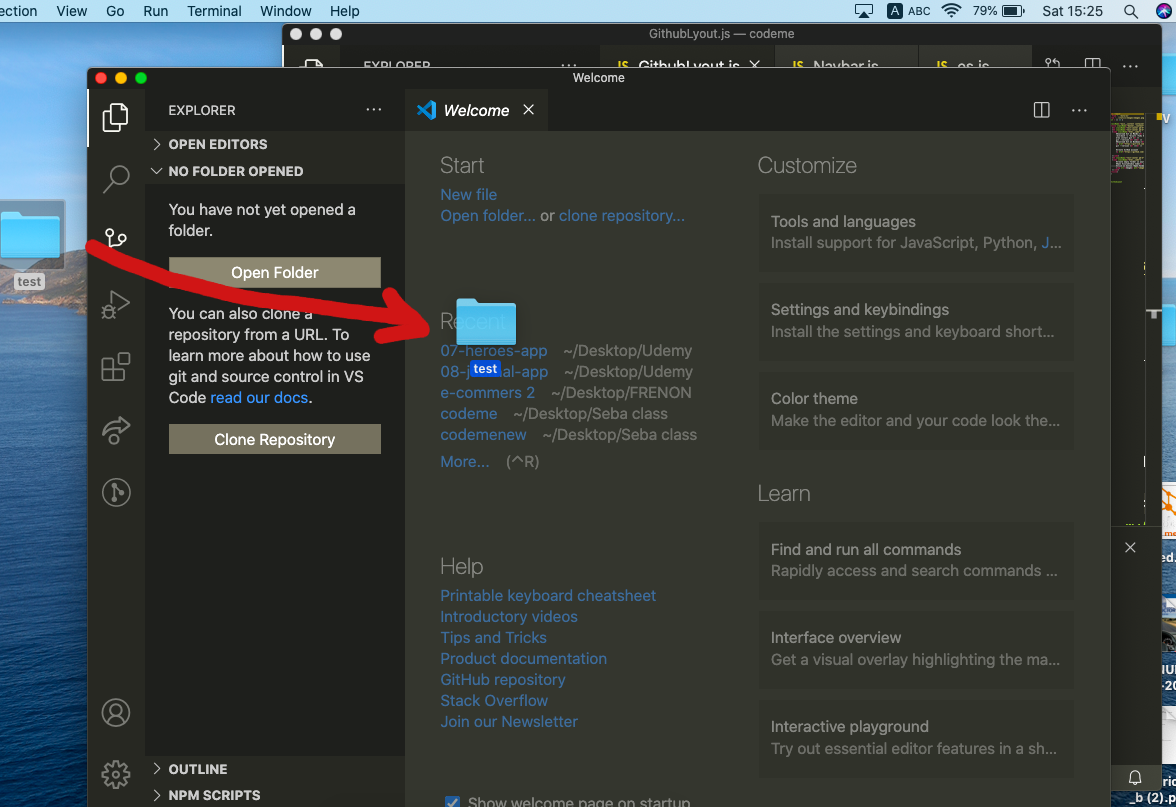 ection View Go Run Terminal Window Help
A ABC 79% Sat 15:25
GithubLyout.js — codeme
EXPLORER
JS GithubLyout.js
JS Navbar.js
JS es.js
Welcome
EXPLORER
Welcome
OPEN EDITORS
NO FOLDER OPENED
You have not yet opened a
folder.
Open Folder
You can also clone a
repository from a URL. To
learn more about how to use
git and source control in VS
Code read our docs.
Clone Repository
OUTLINE
NPM SCRIPTS
test
Start
New file
Open folder... or clone repository...
Recent
07-heroes-app ~/Desktop/Udemy
test
08-j al-app ~/Desktop/Udemy
e-commers 2 ~/Desktop/FRENON
codeme ~/Desktop/Seba class
codemenew ~/Desktop/Seba class
More... (^R)
Help
Printable keyboard cheatsheet
Introductory videos
Tips and Tricks
Product documentation
GitHub repository
Stack Overflow
Join our Newsletter
Show welcome page on startup
Customize
Tools and languages
Install support for JavaScript, Python, J...
Settings and keybindings
Install the settings and keyboard short...
Color theme
Make the editor and your code look the...
Learn
Find and run all commands
Rapidly access and search commands ...
Interface overview
Get a visual overlay highlighting the ma...
Interactive playground
Try out essential editor features in a sh...
_b (2).p